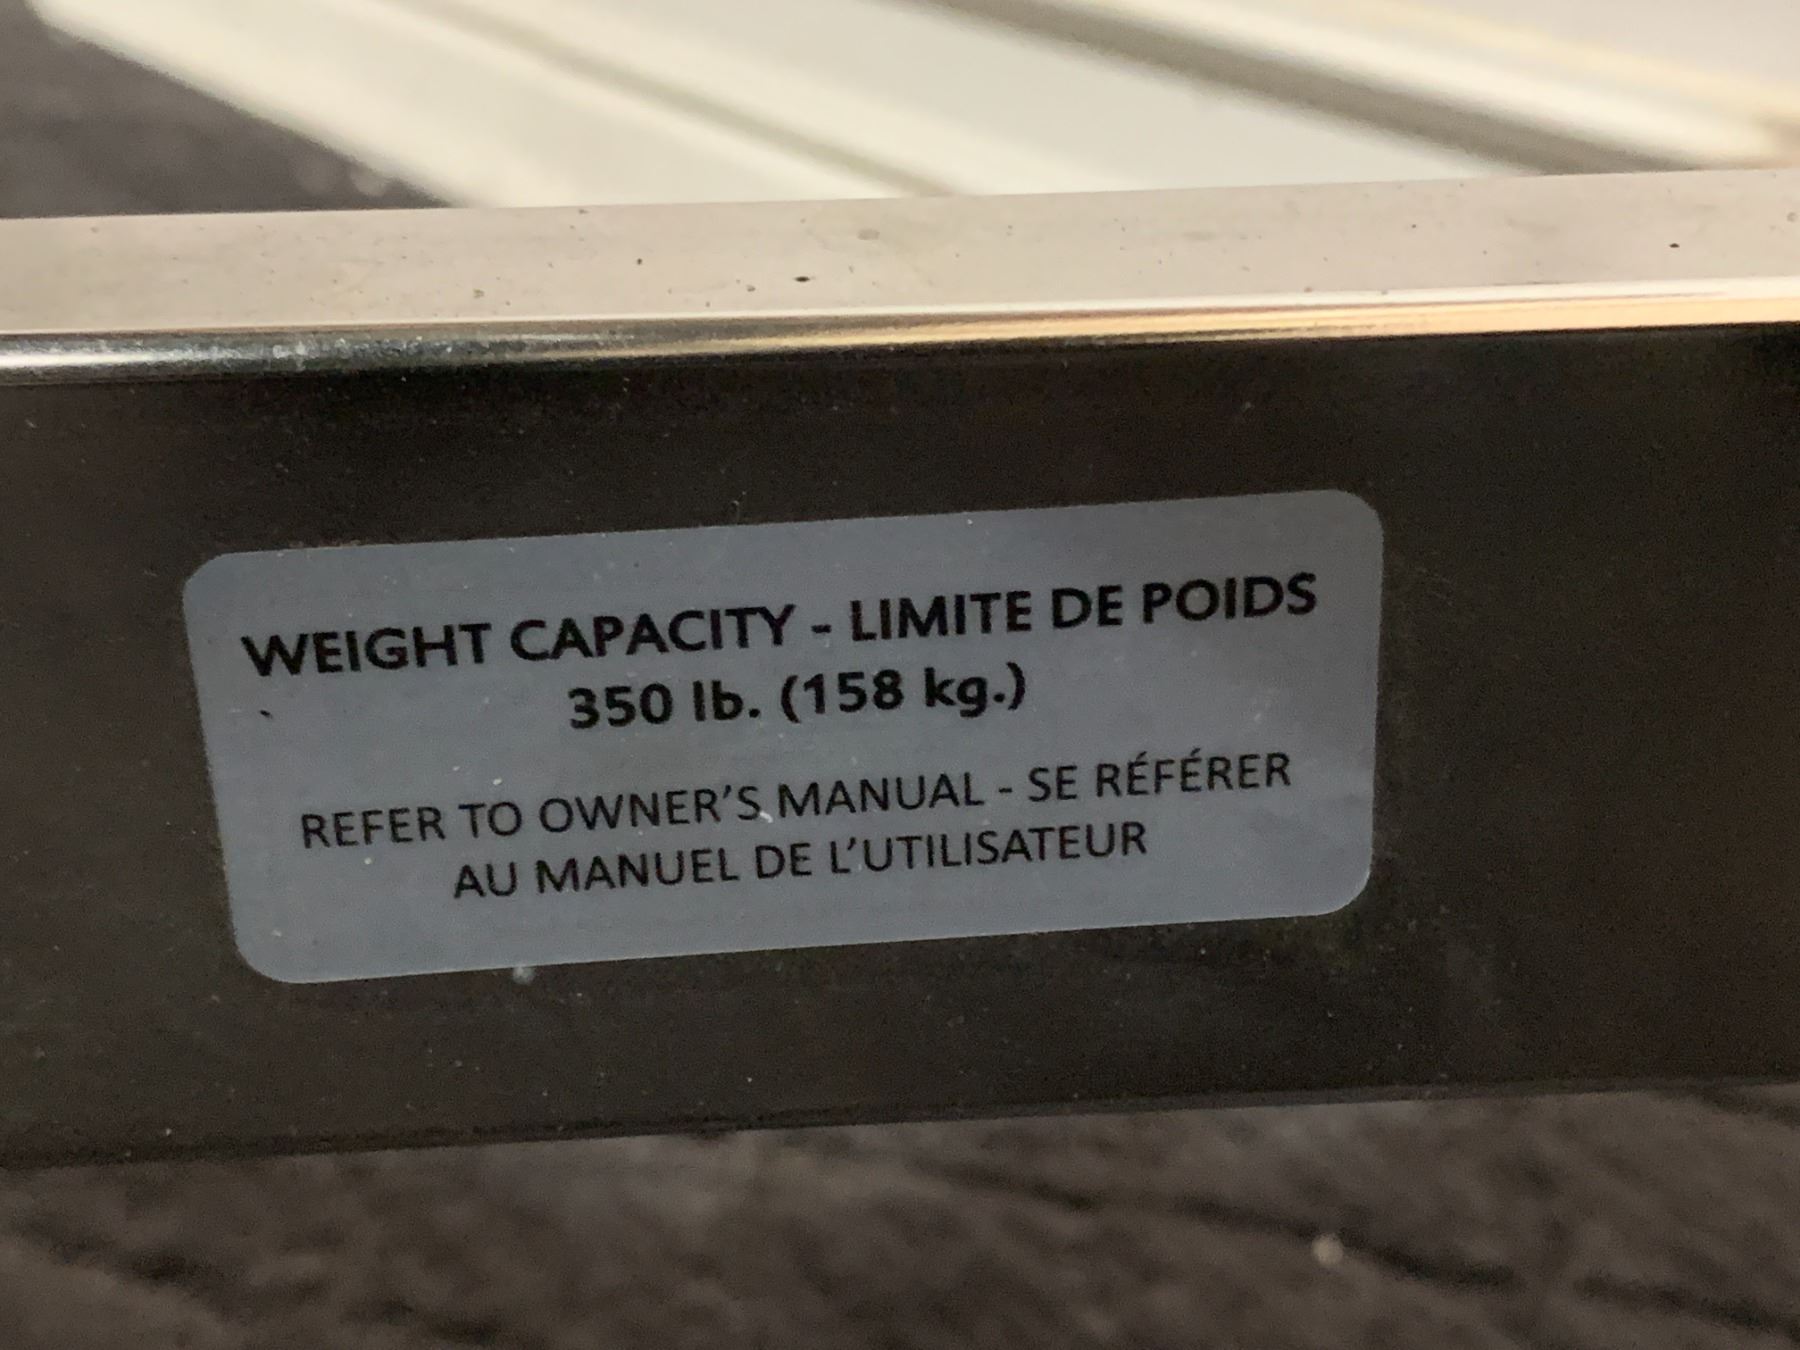 WEIGHT CAPACITY - LIMITE DE POIDS
350 lb. (158 kg.)
REFER TO OWNER'S MANUAL - SE RÉFÉRER
AU MANUEL DE L'UTILISATEUR